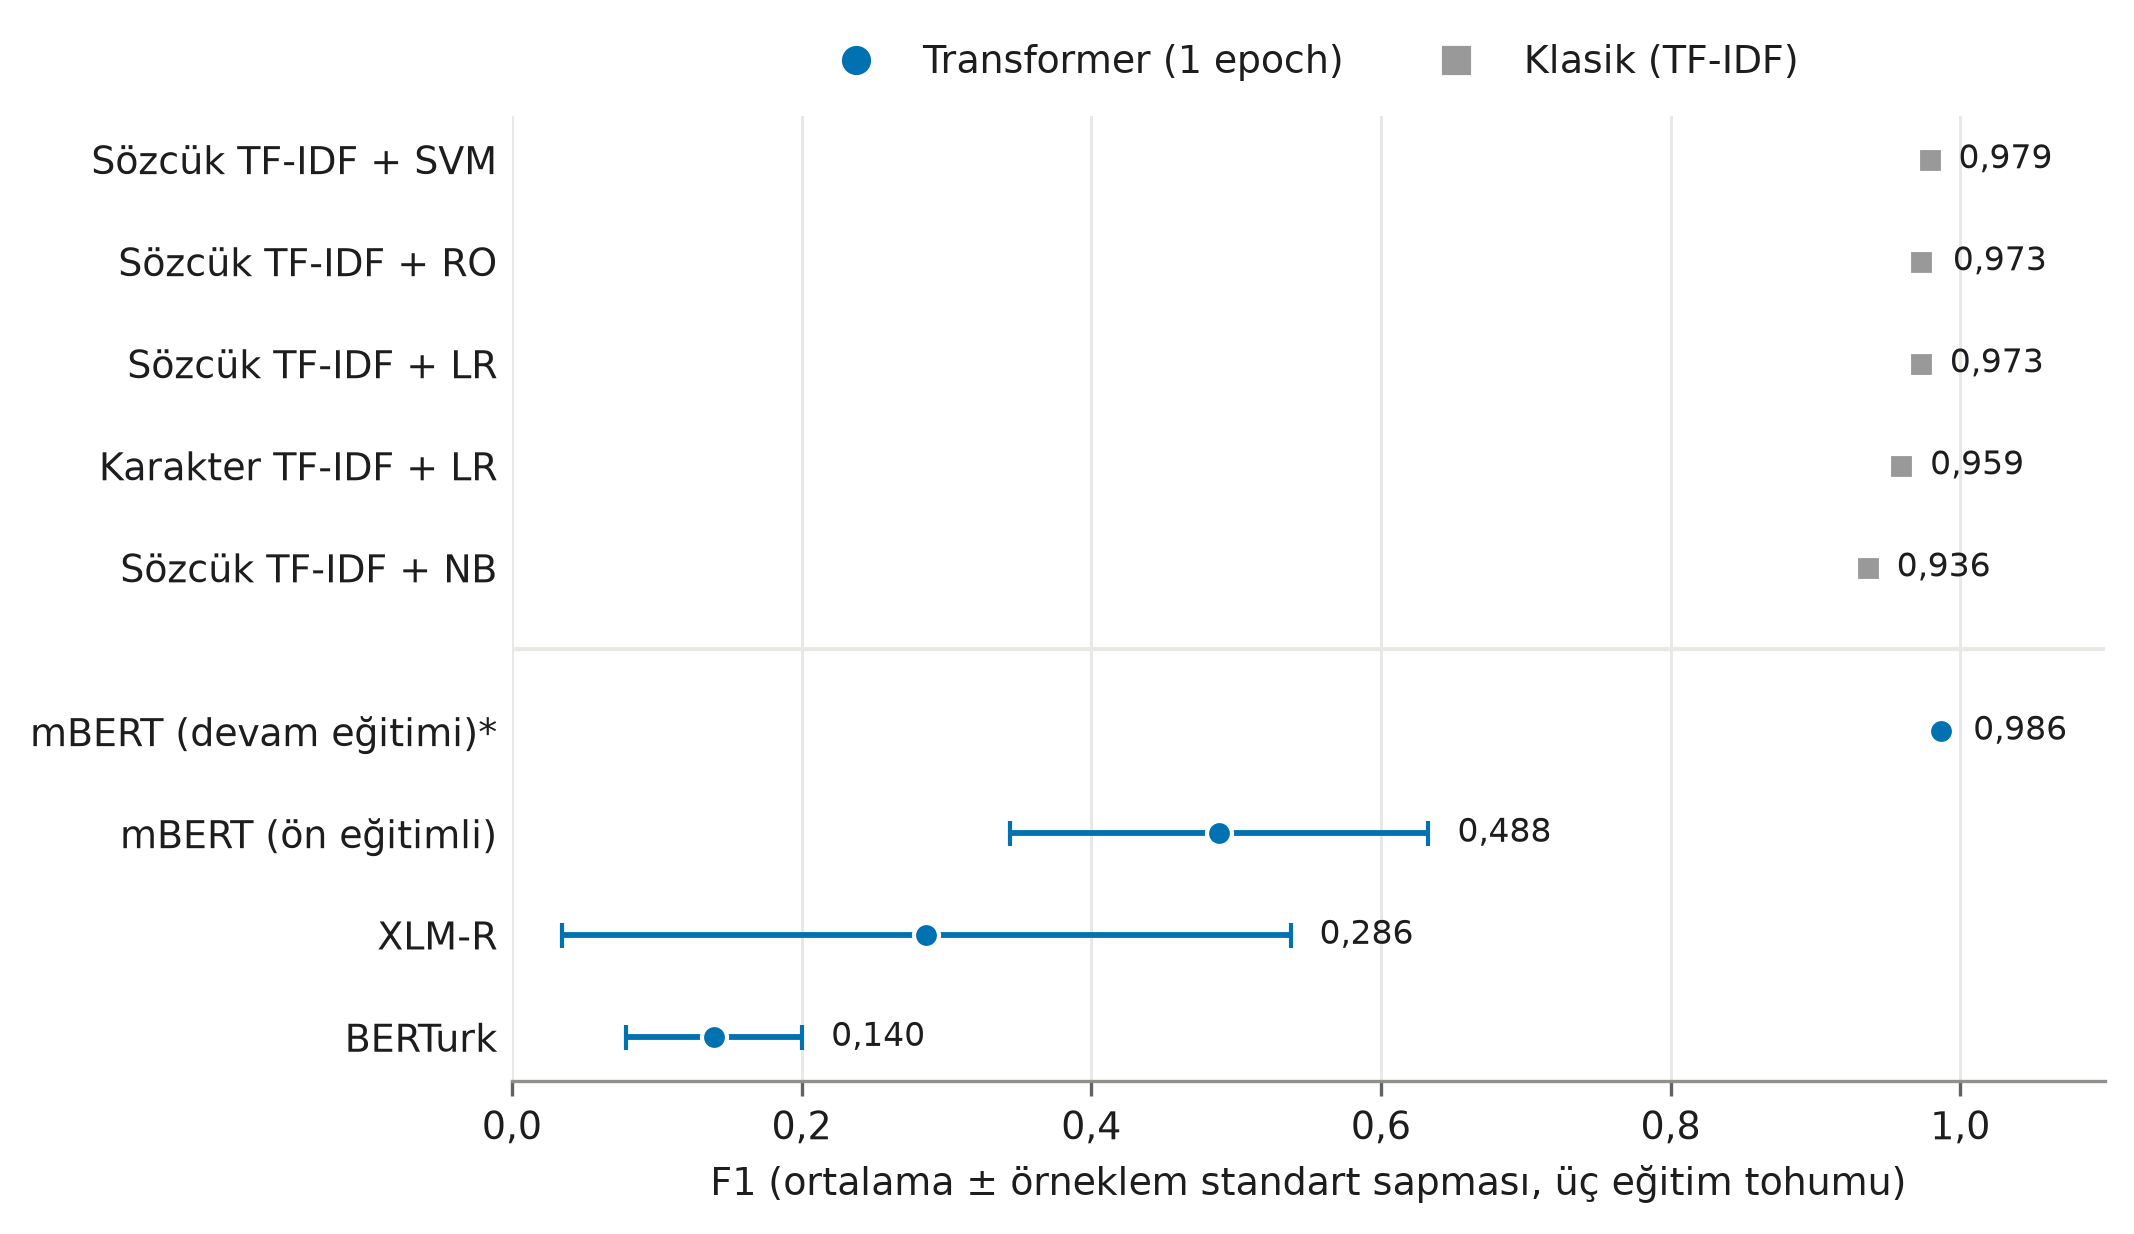 Transformer (1 epoch) Klasik (TF-IDF)
Sözcük TF-IDF + SVM 0,979
Sözcük TF-IDF + RO 0,973
Sözcük TF-IDF + LR 0,973
Karakter TF-IDF + LR 0,959
Sözcük TF-IDF + NB 0,936
mBERT (devam eğitimi)* 0,986
mBERT (ön eğitimli) 0,488
XLM-R 0,286
BERTurk 0,140
0,0 0,2 0,4 0,6 0,8 1,0
F1 (ortalama ± örneklem standart sapması, üç eğitim tohumu)